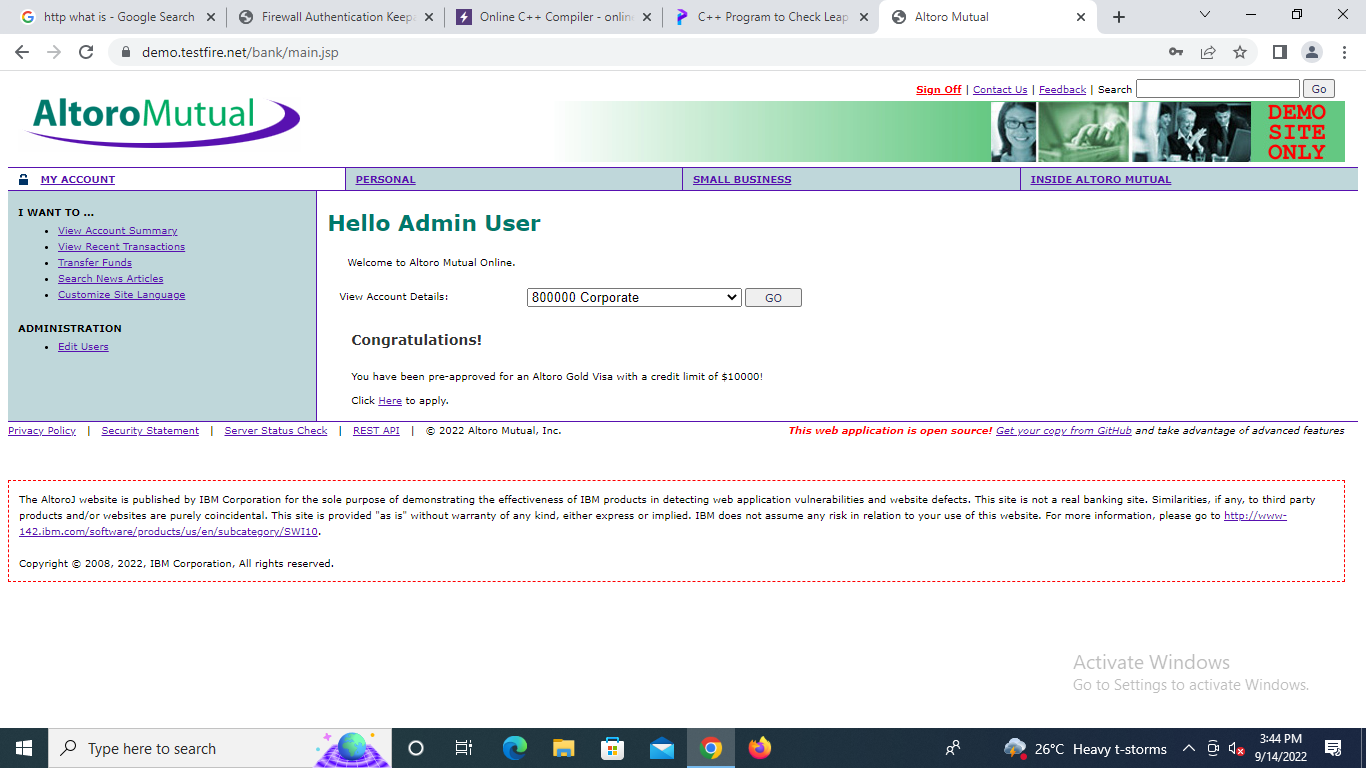 http what is - Google Search
Firewall Authentication Keep
Online C++ Compiler - onlin
C++ Program to Check Leap
Altoro Mutual
demo.testfire.net/bank/main.jsp
Sign Off | Contact Us | Feedback | Search
Go
AltoroMutual
DEMO
SITE
ONLY
MY ACCOUNT
PERSONAL
SMALL BUSINESS
INSIDE ALTORO MUTUAL
I WANT TO ...
View Account Summary
View Recent Transactions
Transfer Funds
Search News Articles
Customize Site Language
ADMINISTRATION
Edit Users
Hello Admin User
Welcome to Altoro Mutual Online.
View Account Details:
800000 Corporate
GO
Congratulations!
You have been pre-approved for an Altoro Gold Visa with a credit limit of $10000!
Click Here to apply.
Privacy Policy | Security Statement | Server Status Check | REST API | © 2022 Altoro Mutual, Inc.
This web application is open source! Get your copy from GitHub and take advantage of advanced features
The AltoroJ website is published by IBM Corporation for the sole purpose of demonstrating the effectiveness of IBM products in detecting web application vulnerabilities and website defects. This site is not a real banking site. Similarities, if any, to third party
products and/or websites are purely coincidental. This site is provided "as is" without warranty of any kind, either express or implied. IBM does not assume any risk in relation to your use of this website. For more information, please go to http://www-
142.ibm.com/software/products/us/en/subcategory/SWI10.
Copyright © 2008, 2022, IBM Corporation, All rights reserved.
Activate Windows
Go to Settings to activate Windows.
Type here to search
26°C Heavy t-storms
3:44 PM
9/14/2022